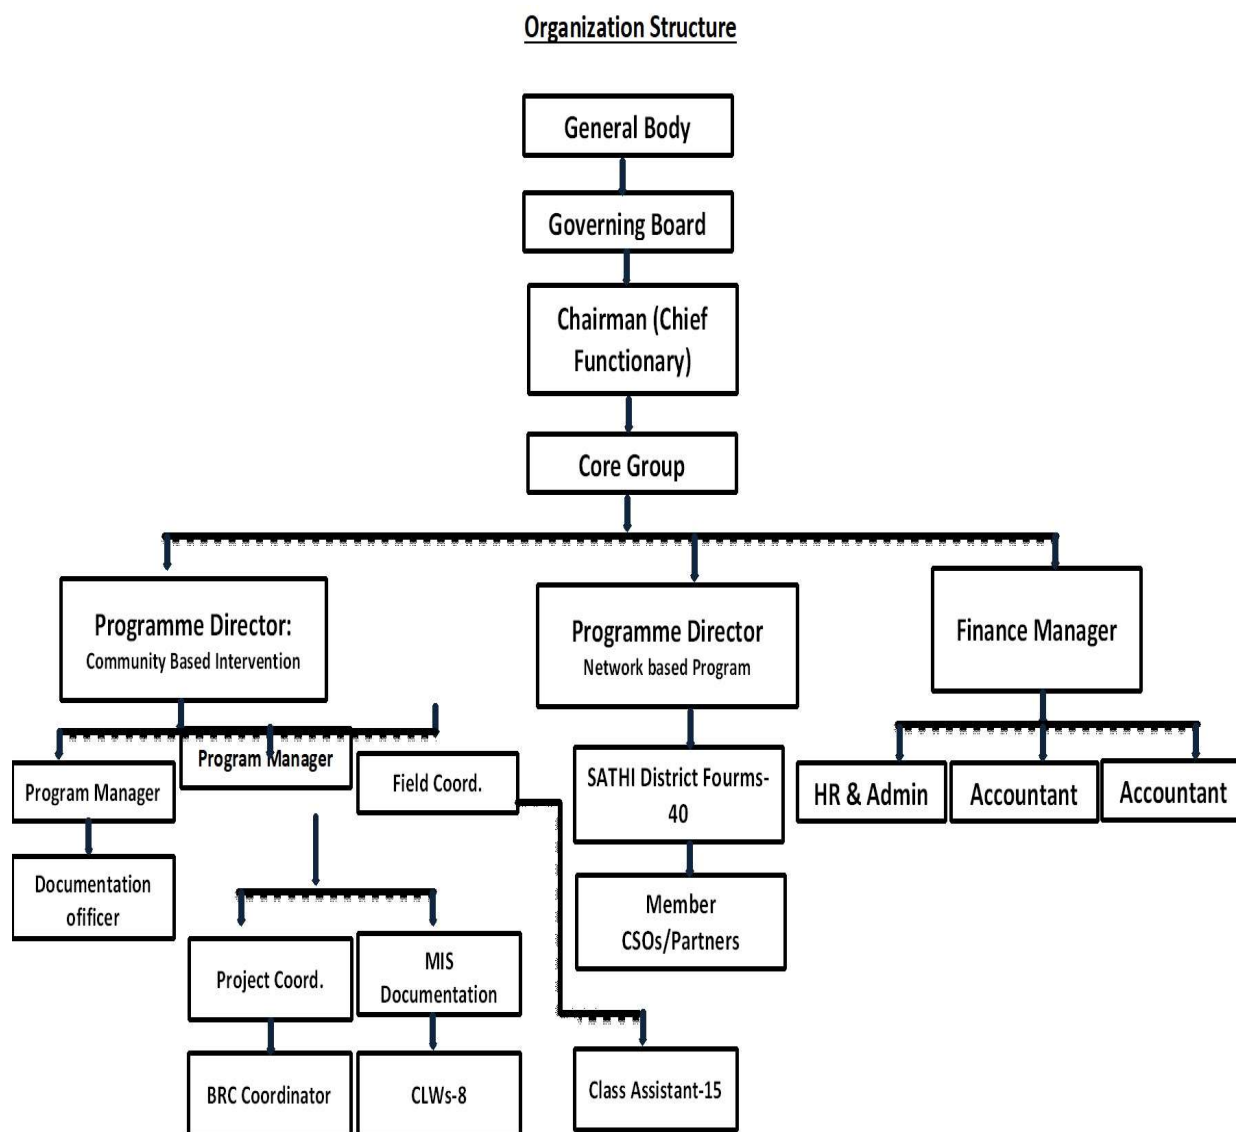 Organization Structure
General Body
Governing Board
Chairman (Chief
Functionary)
Core Group
Programme Director:
Community Based Intervention
Programme Director
Network based Program
Finance Manager
Program Manager
Program Manager
Field Coord.
SATHI District Fourms-
40
HR & Admin
Accountant
Accountant
Documentation
ofificer
Member
CSOs/Partners
Project Coord.
MIS
Documentation
BRC Coordinator
CLWs-8
Class Assistant-15